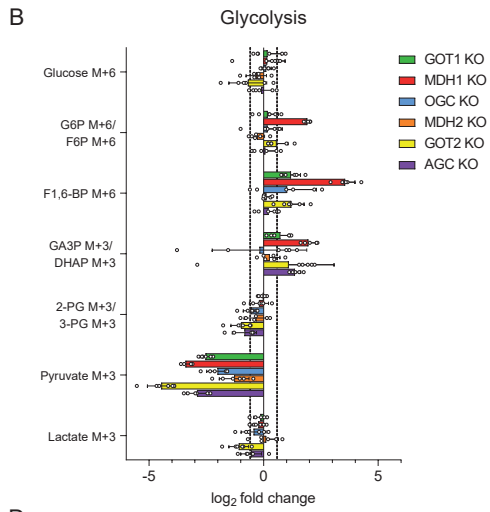 B
Glycolysis
Glucose M+6
G6P M+6/
F6P M+6
F1,6-BP M+6
GA3P M+3/
DHAP M+3
2-PG M+3/
3-PG M+3
Pyruvate M+3
Lactate M+3
-5
0
5
log₂ fold change
GOT1 KO
MDH1 KO
OGC KO
MDH2 KO
GOT2 KO
AGC KO